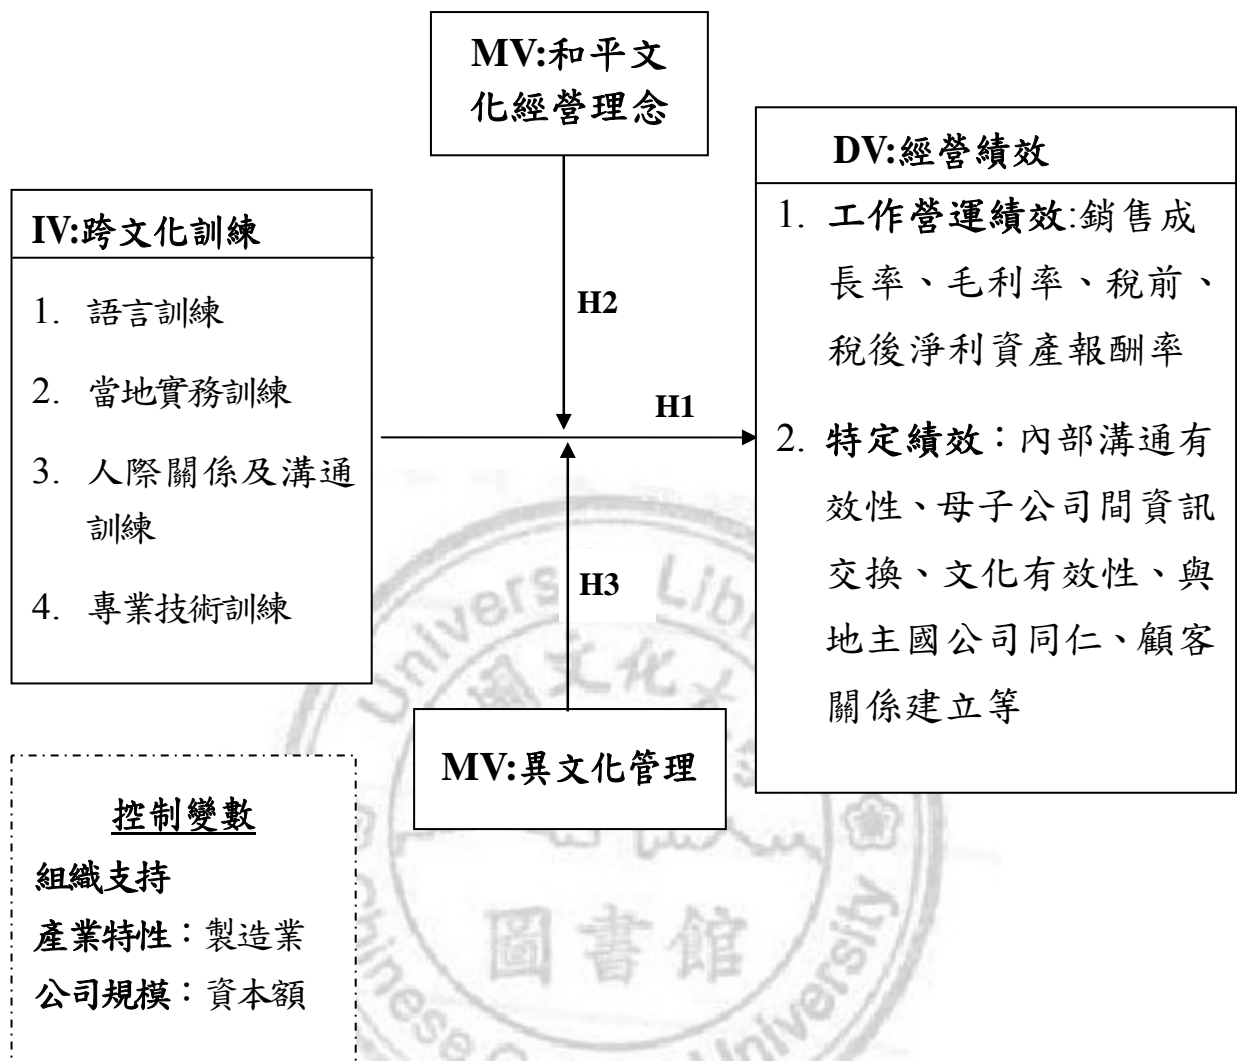 MV:和平文
化經營理念
DV:經營績效
IV:跨文化訓練
1. 工作營運績效:銷售成
長率、毛利率、稅前、
稅後淨利資產報酬率
1. 語言訓練
2. 當地實務訓練
3. 人際關係及溝通
訓練
4. 專業技術訓練
H2
H1
2. 特定績效：內部溝通有
效性、母子公司間資訊
交換、文化有效性、與
地主國公司同仁、顧客
關係建立等
H3
MV:異文化管理
控制變數
組織支持
產業特性：製造業
公司規模：資本額
圖書館